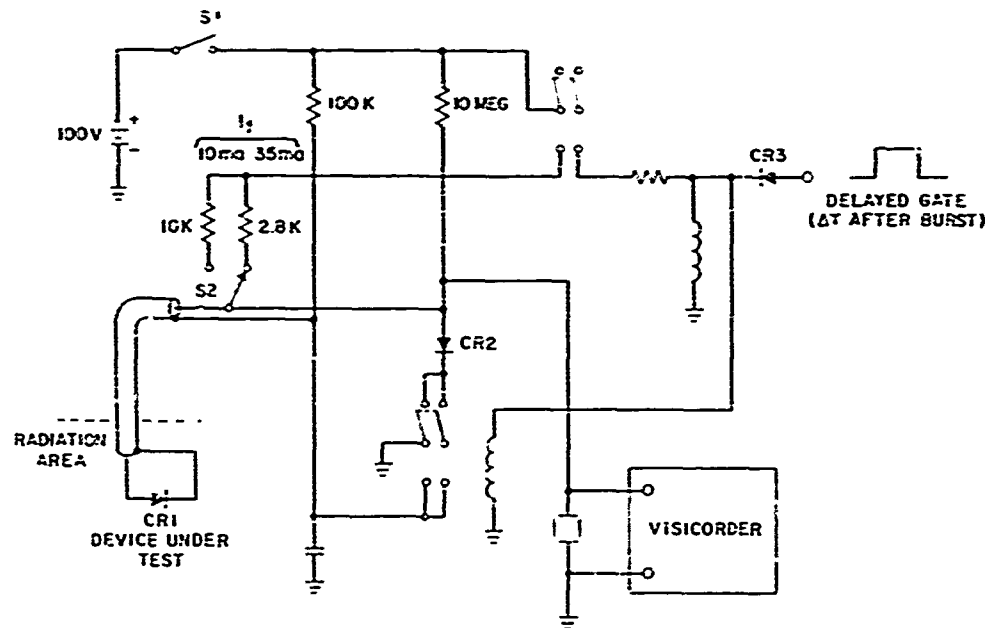 S1
100V
+
-
100K
10 MEG
If
10ma 35ma
10K
2.8K
S2
CR3
DELAYED GATE
(ΔT AFTER BURST)
CR2
RADIATION
AREA
CR1
DEVICE UNDER
TEST
VISICORDER